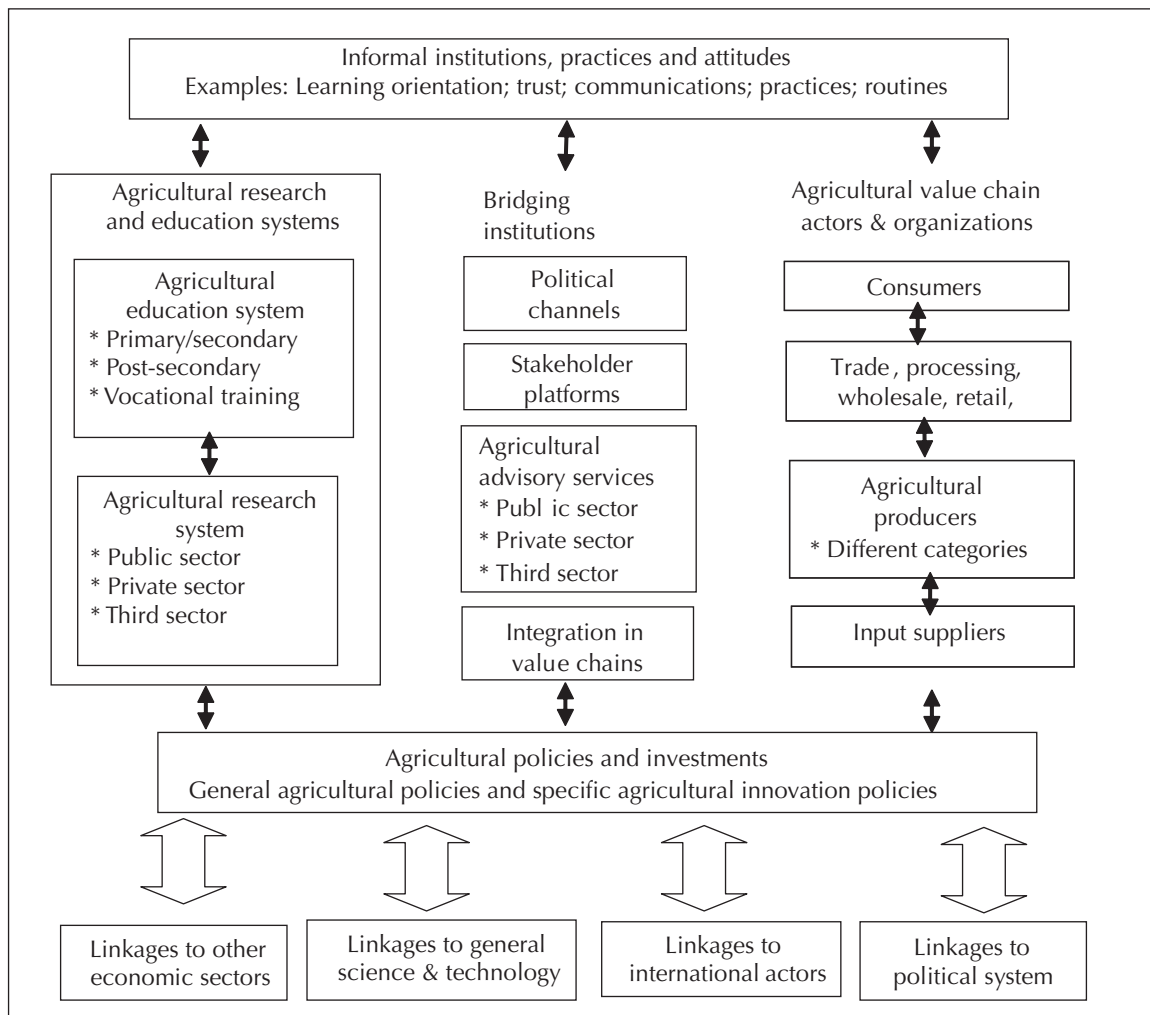 Informal institutions, practices and attitudes
Examples: Learning orientation; trust; communications; practices; routines
Agricultural research
and education systems
Agricultural
education system
* Primary/secondary
* Post-secondary
* Vocational training
Agricultural research
system
* Public sector
* Private sector
* Third sector
Bridging
institutions
Political
channels
Stakeholder
platforms
Agricultural
advisory services
* Publ ic sector
* Private sector
* Third sector
Integration in
value chains
Agricultural value chain
actors & organizations
Consumers
Trade , processing,
wholesale, retail,
Agricultural
producers
* Different categories
Input suppliers
Agricultural policies and investments
General agricultural policies and specific agricultural innovation policies
Linkages to other
economic sectors
Linkages to general
science & technology
Linkages to
international actors
Linkages to
political system